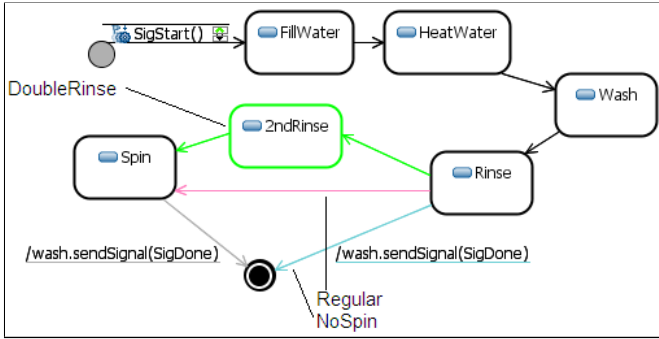 SigStart()
FillWater
HeatWater
DoubleRinse
Wash
2ndRinse
Spin
Rinse
/wash.sendSignal(SigDone)
/wash.sendSignal(SigDone)
Regular
NoSpin